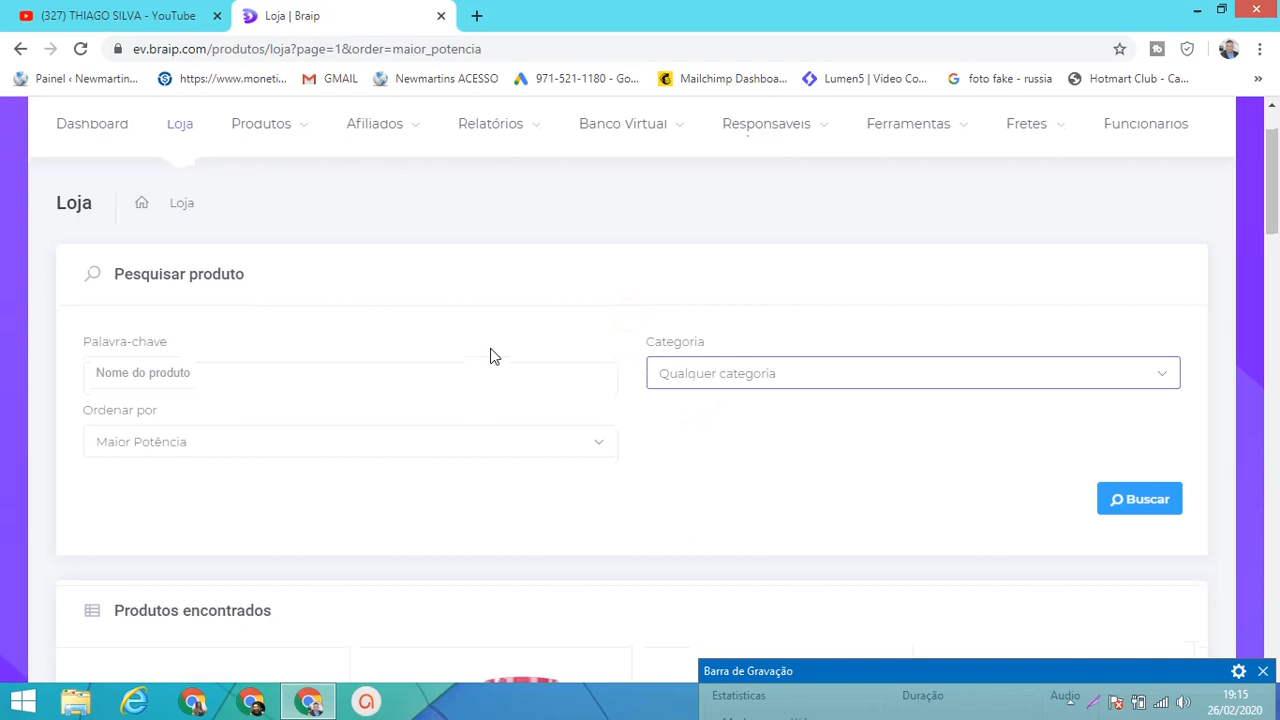 (327) THIAGO SILVA - YouTube
Loja | Braip
ev.braip.com/produtos/loja?page=1&order=maior_potencia
Painel ‹ Newmartin...
https://www.moneti...
GMAIL
Newmartins ACESSO
971-521-1180 - Go...
Mailchimp Dashboa...
Lumen5 | Video Co...
foto fake - russia
Hotmart Club - Ca...
»
Dashboard
Loja
Produtos
Afiliados
Relatórios
Banco Virtual
Responsaveis
Ferramentas
Fretes
Funcionarios
Loja
Loja
Pesquisar produto
Palavra-chave
Categoria
Nome do produto
Qualquer categoria
Ordenar por
Maior Potência
Buscar
Produtos encontrados
Barra de Gravação
Estatísticas
Duração
Audio
19:15
26/02/2020